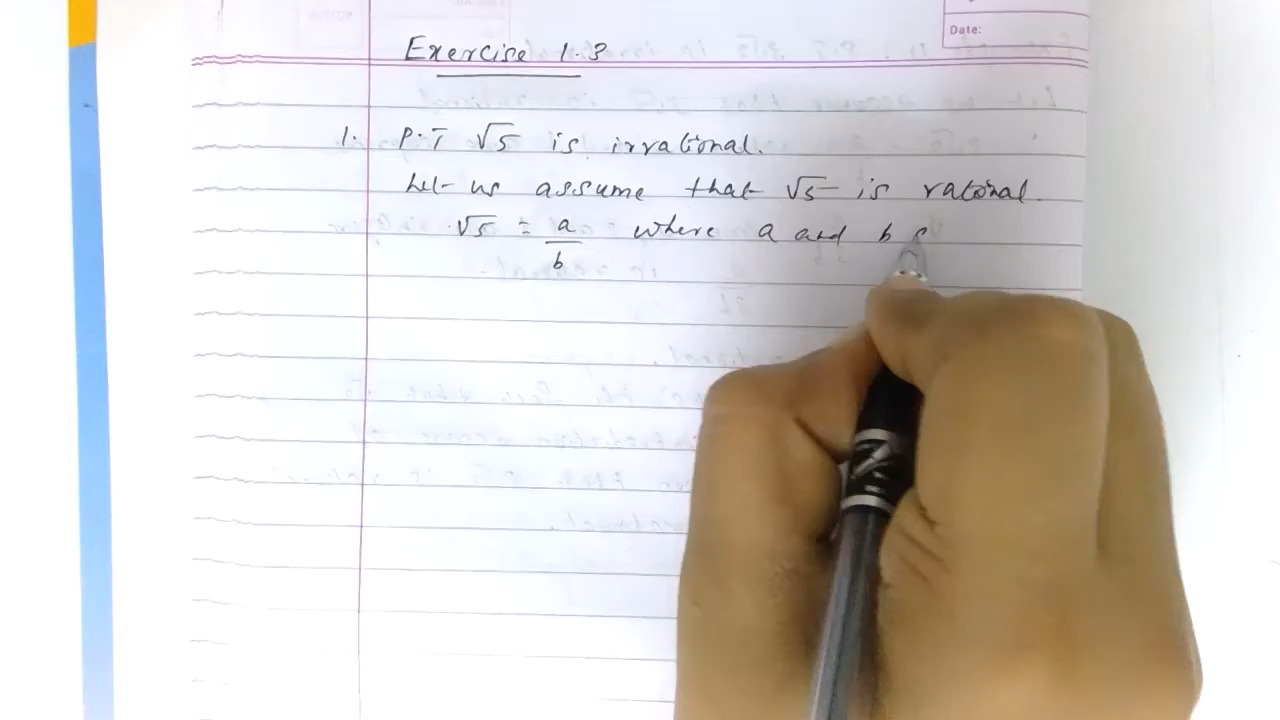 Date:
Exercise 1.3
1. P.T √5 is irrational.
Let us assume that √5 is rational.
√5 = a/b where a and b